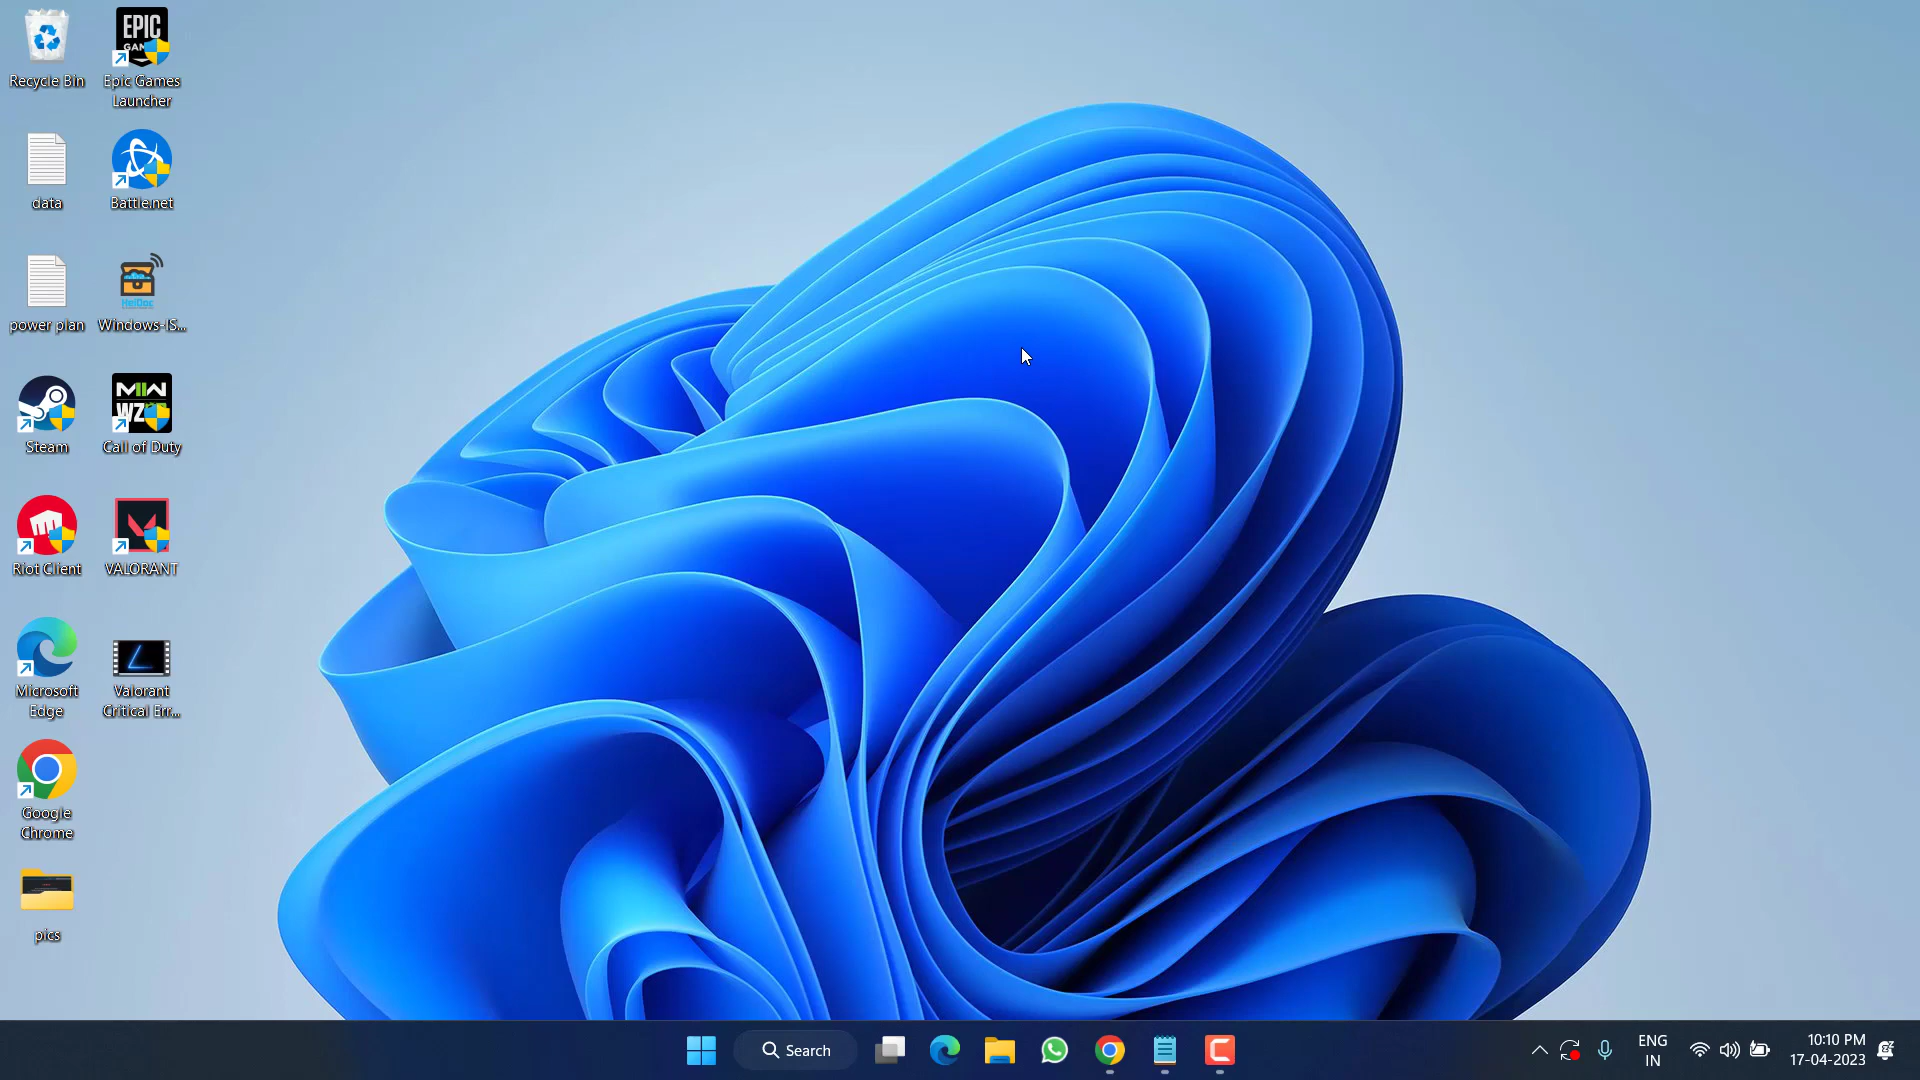 Recycle Bin
EPIC
GAMES
Epic Games
Launcher
data
Battle.net
power plan
HeiDoc
Windows-IS...
Steam
MW
WZ
Call of Duty
Riot Client
VALORANT
Microsoft
Edge
Valorant
Critical Err...
Google
Chrome
pics
Search
ENG
IN
10:10 PM
17-04-2023